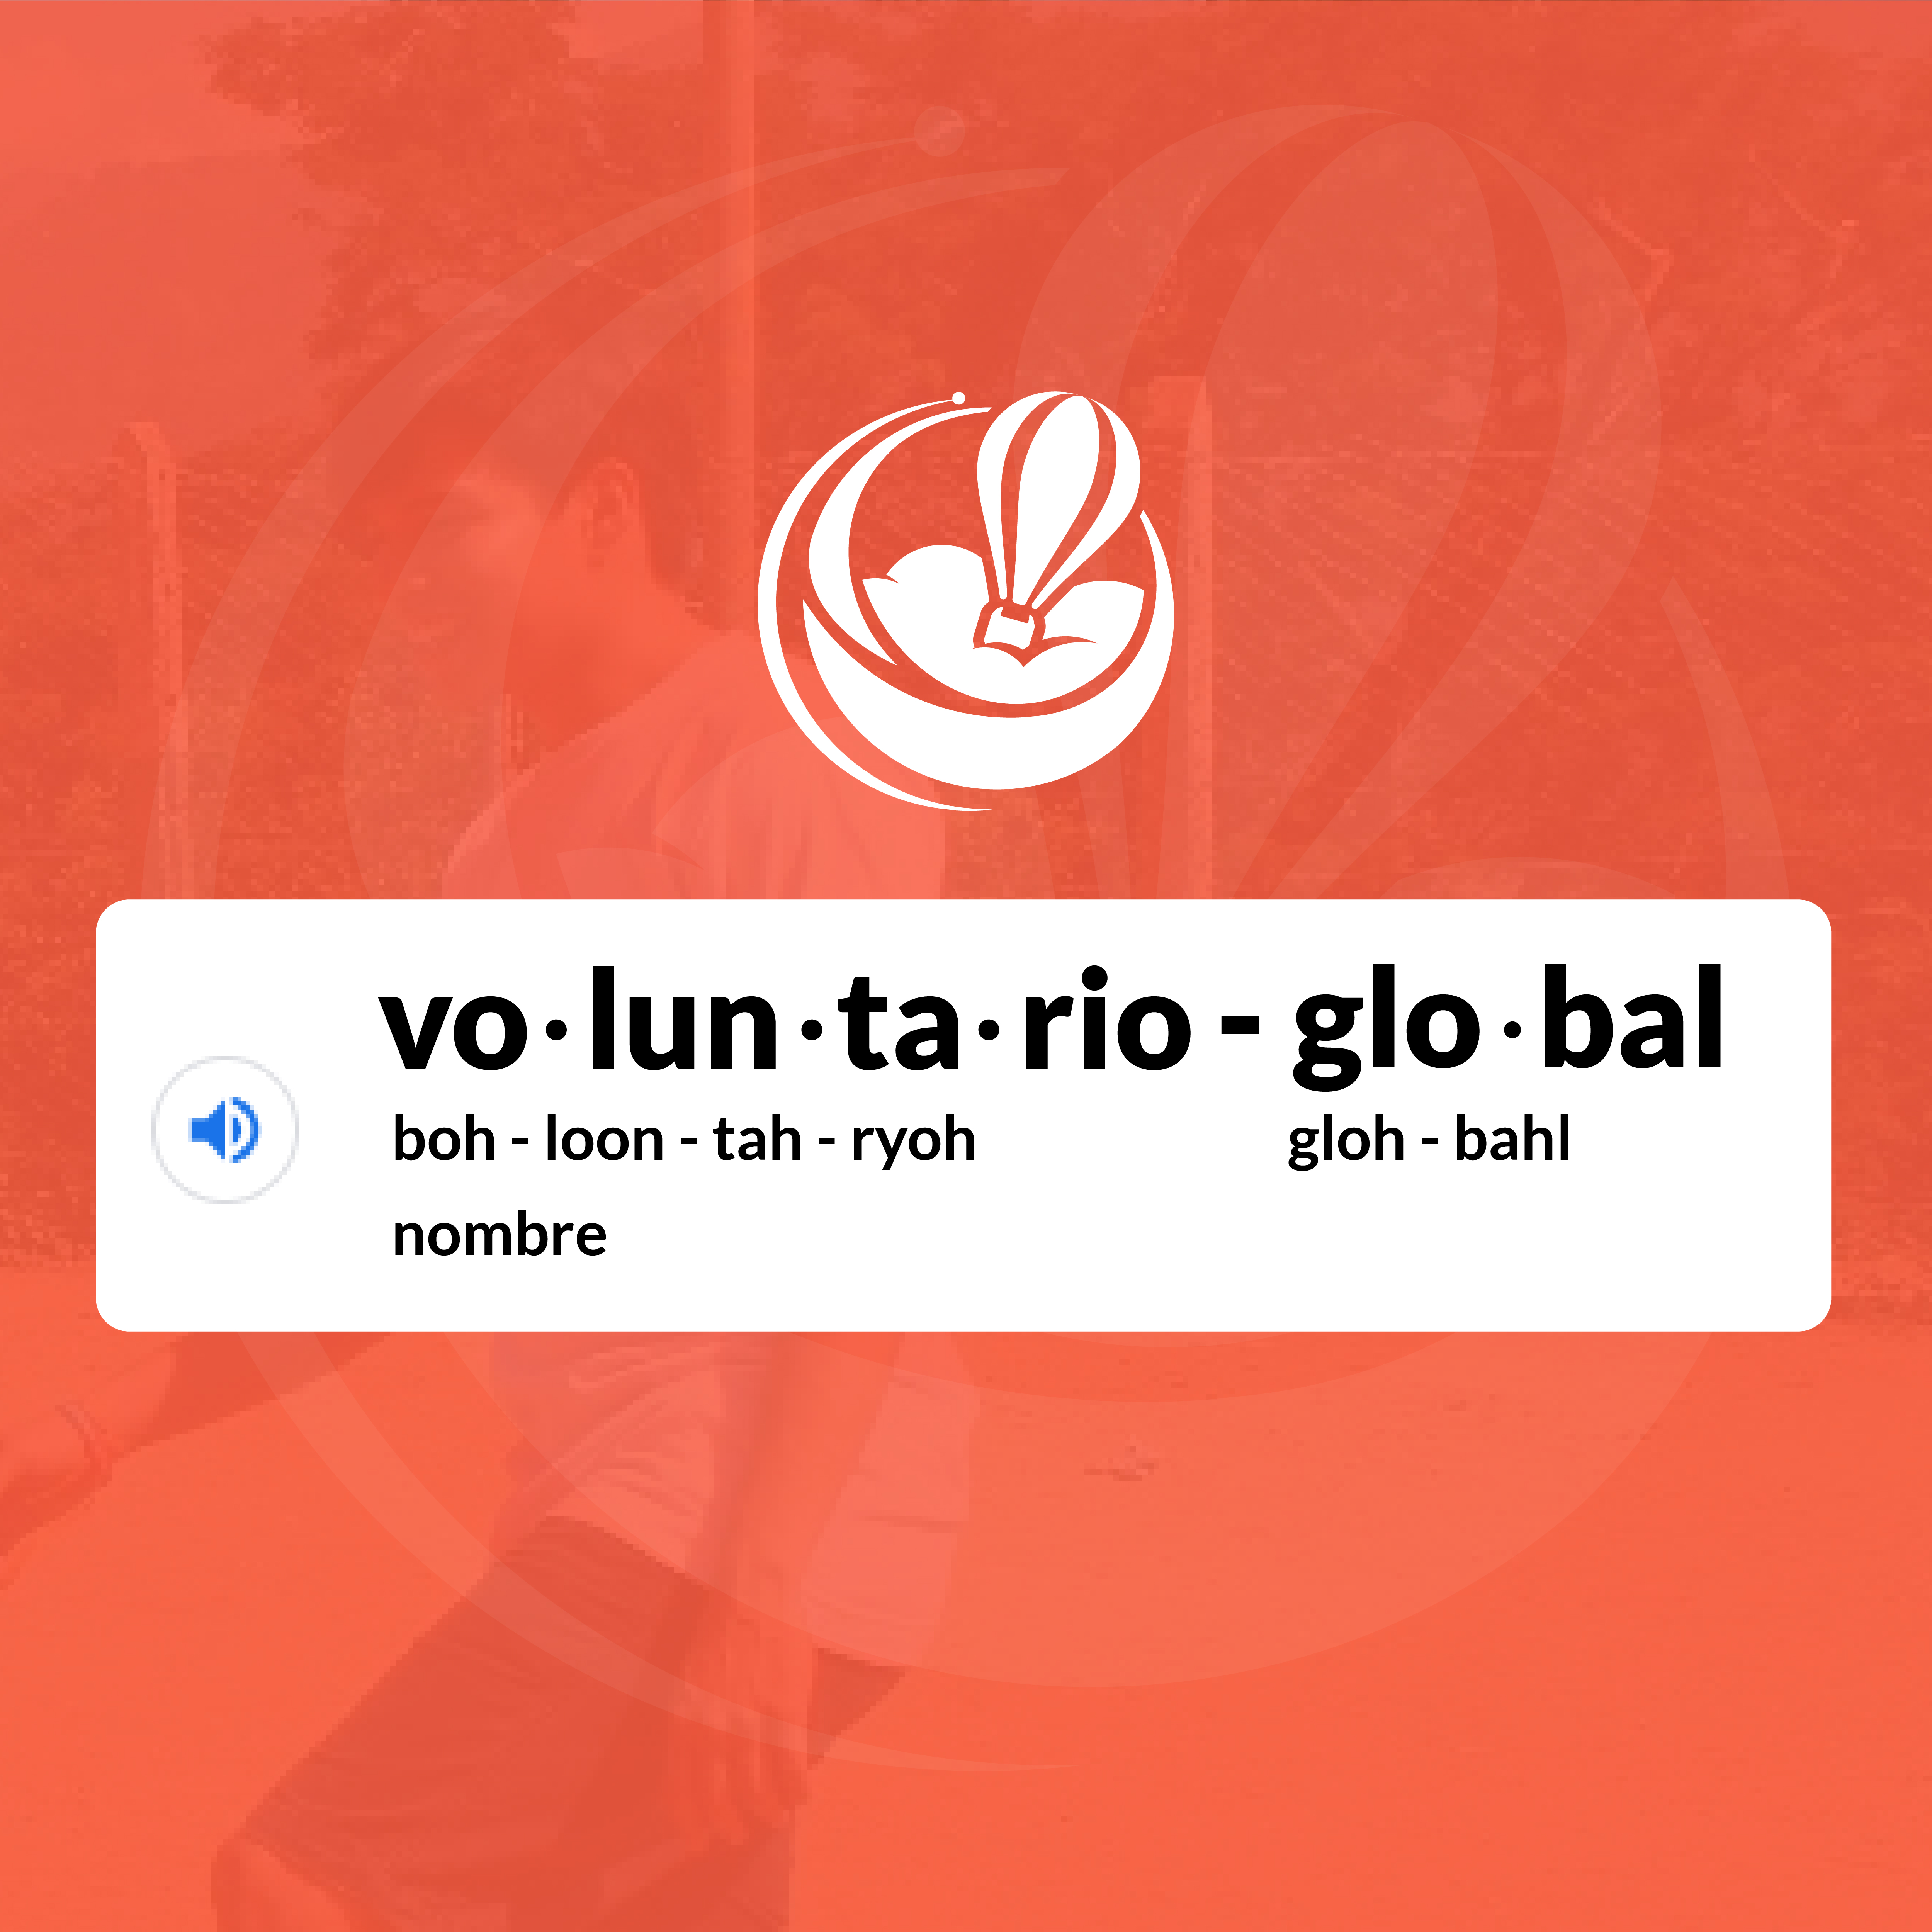 vo·lun·ta·rio - glo·bal
boh - loon - tah - ryoh gloh - bahl
nombre